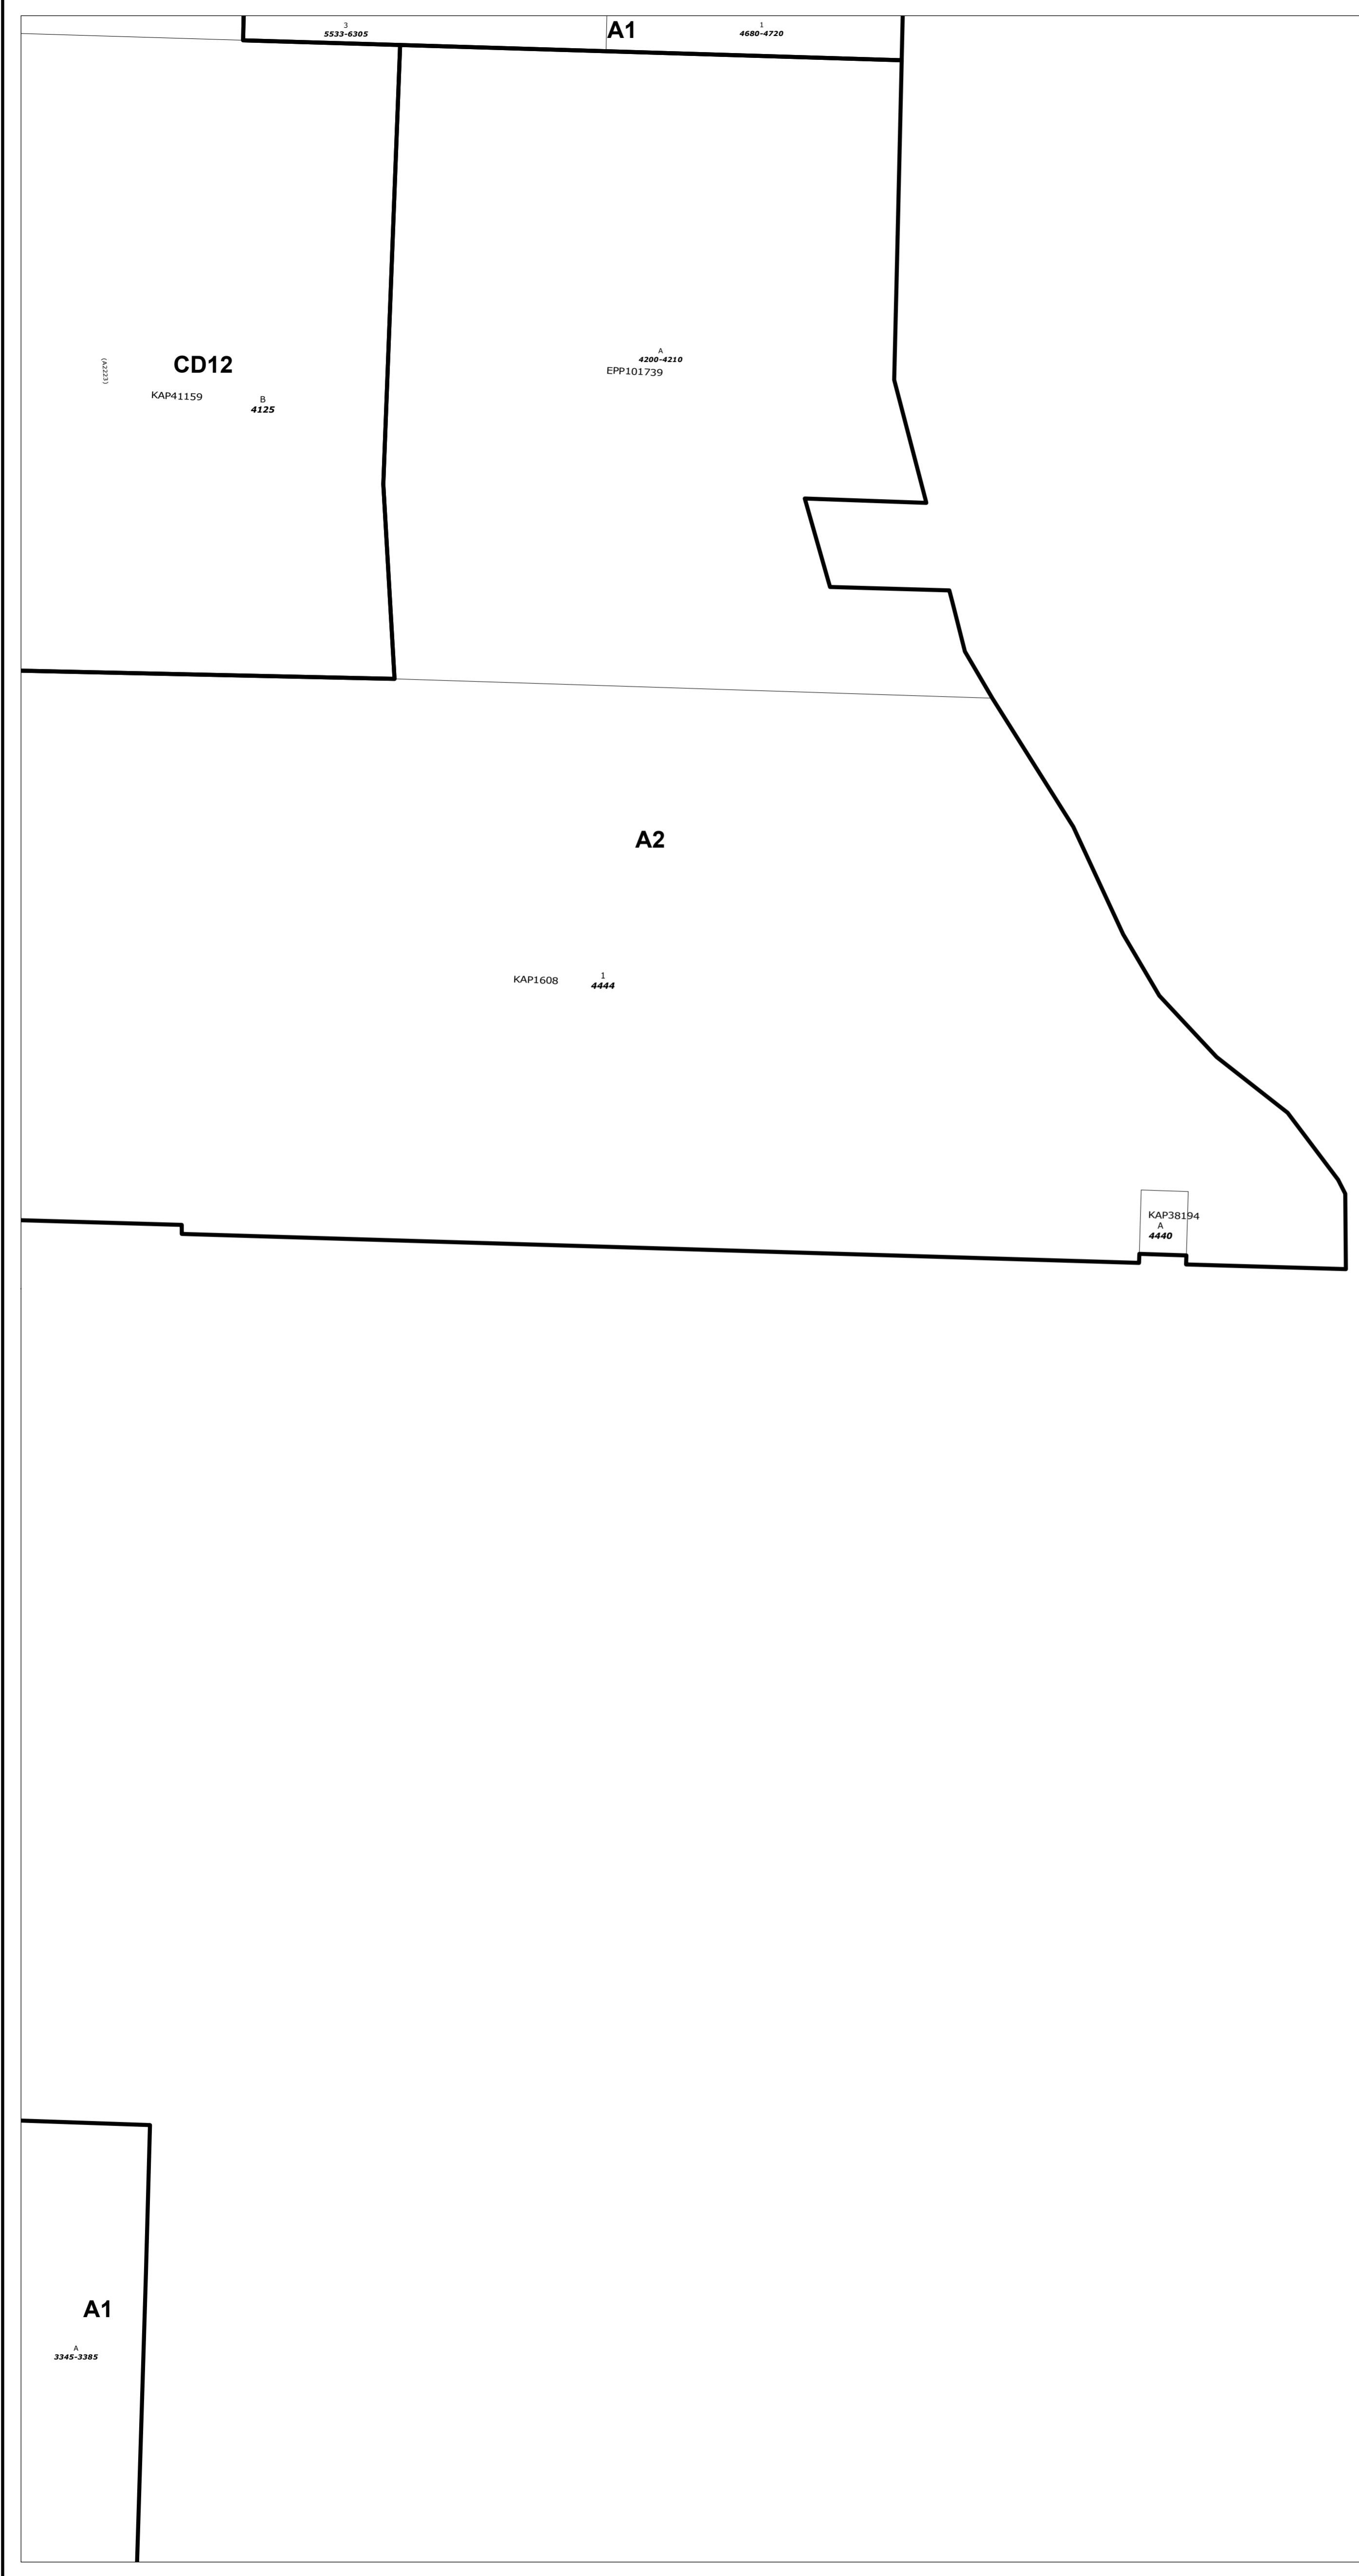 3
5533-6305
A1
1
4680-4720
A
4200-4210
EPP101739
CD12
(A2223)
KAP41159
B
4125
A2
KAP1608
1
4444
KAP38194
A
4440
A1
A
3345-3385